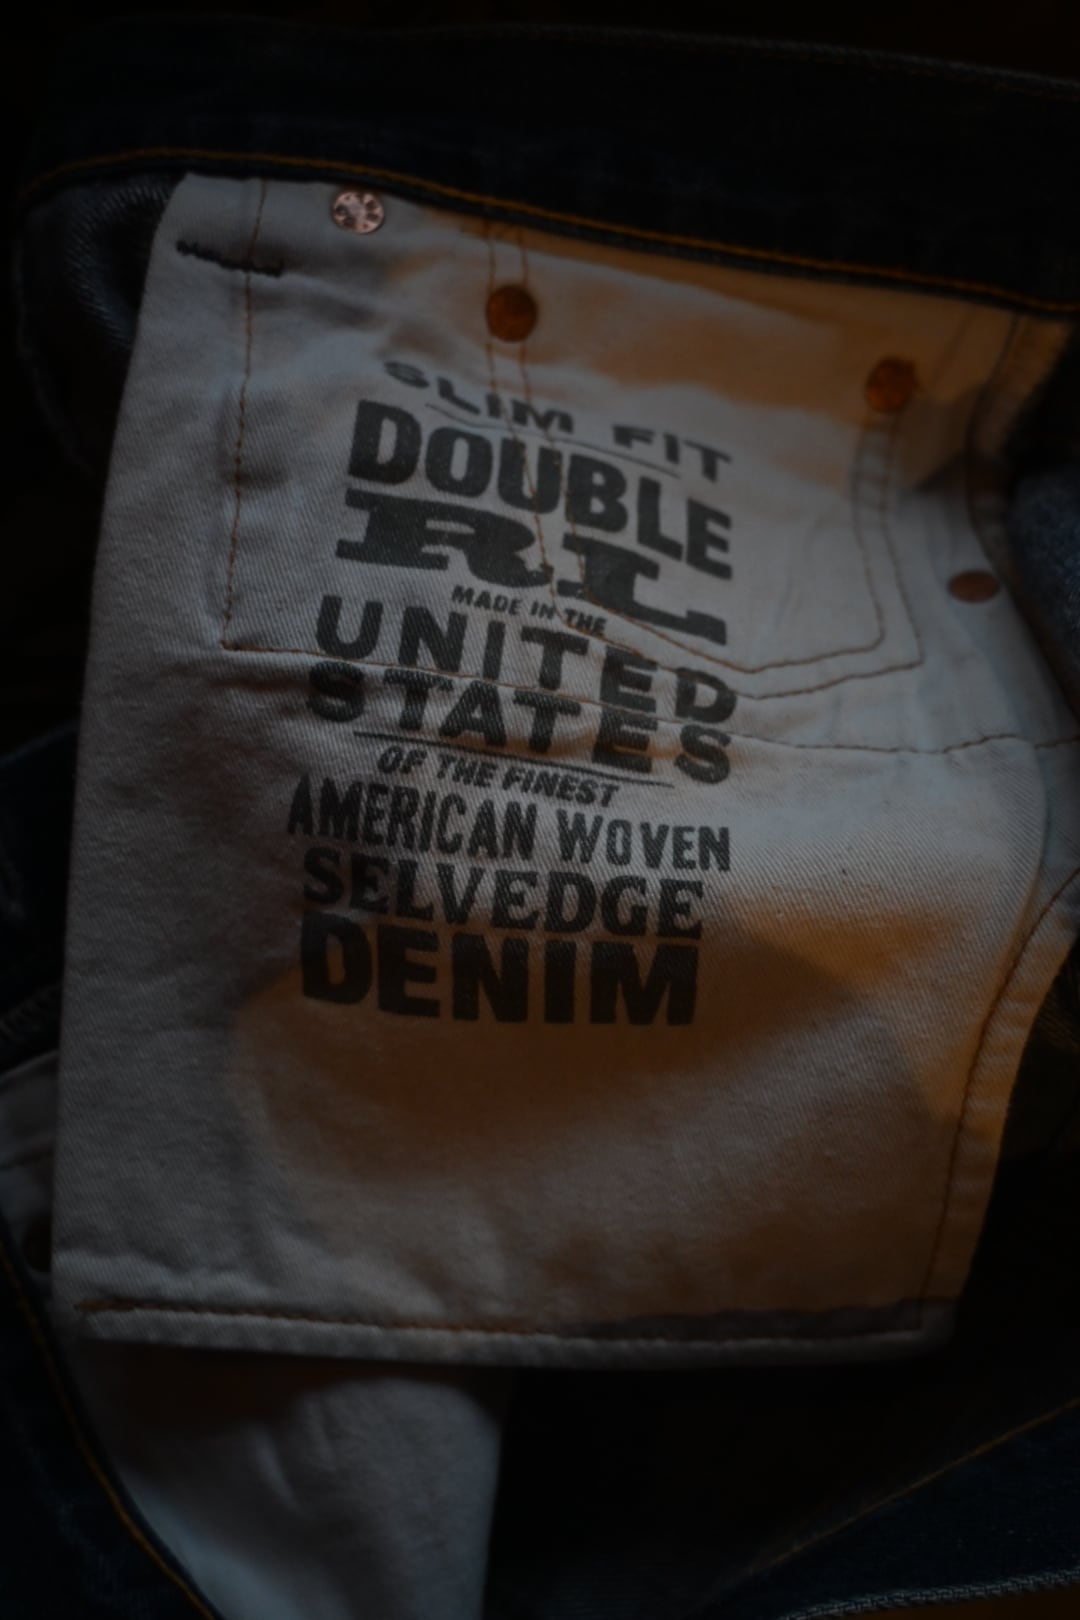 SLIM FIT
DOUBLE
RL
MADE IN THE
UNITED
STATES
OF THE FINEST
AMERICAN WOVEN
SELVEDGE
DENIM